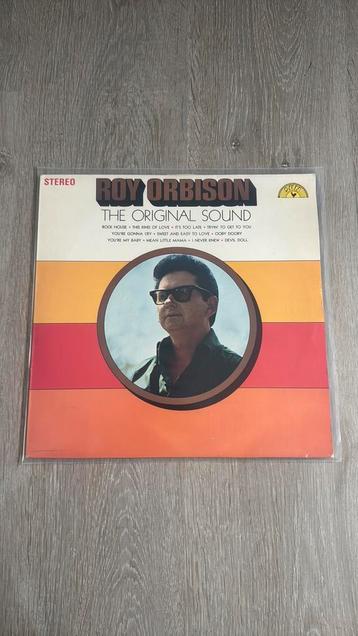 STEREO
ROY ORBISON
THE ORIGINAL SOUND
ROCK HOUSE • THIS KIND OF LOVE • IT'S TOO LATE • TRYIN' TO GET TO YOU
YOU'RE GONNA CRY • SWEET AND EASY TO LOVE • OOBY DOOBY
YOU'RE MY BABY • MEAN LITTLE MAMA • I NEVER KNEW • DEVIL DOLL